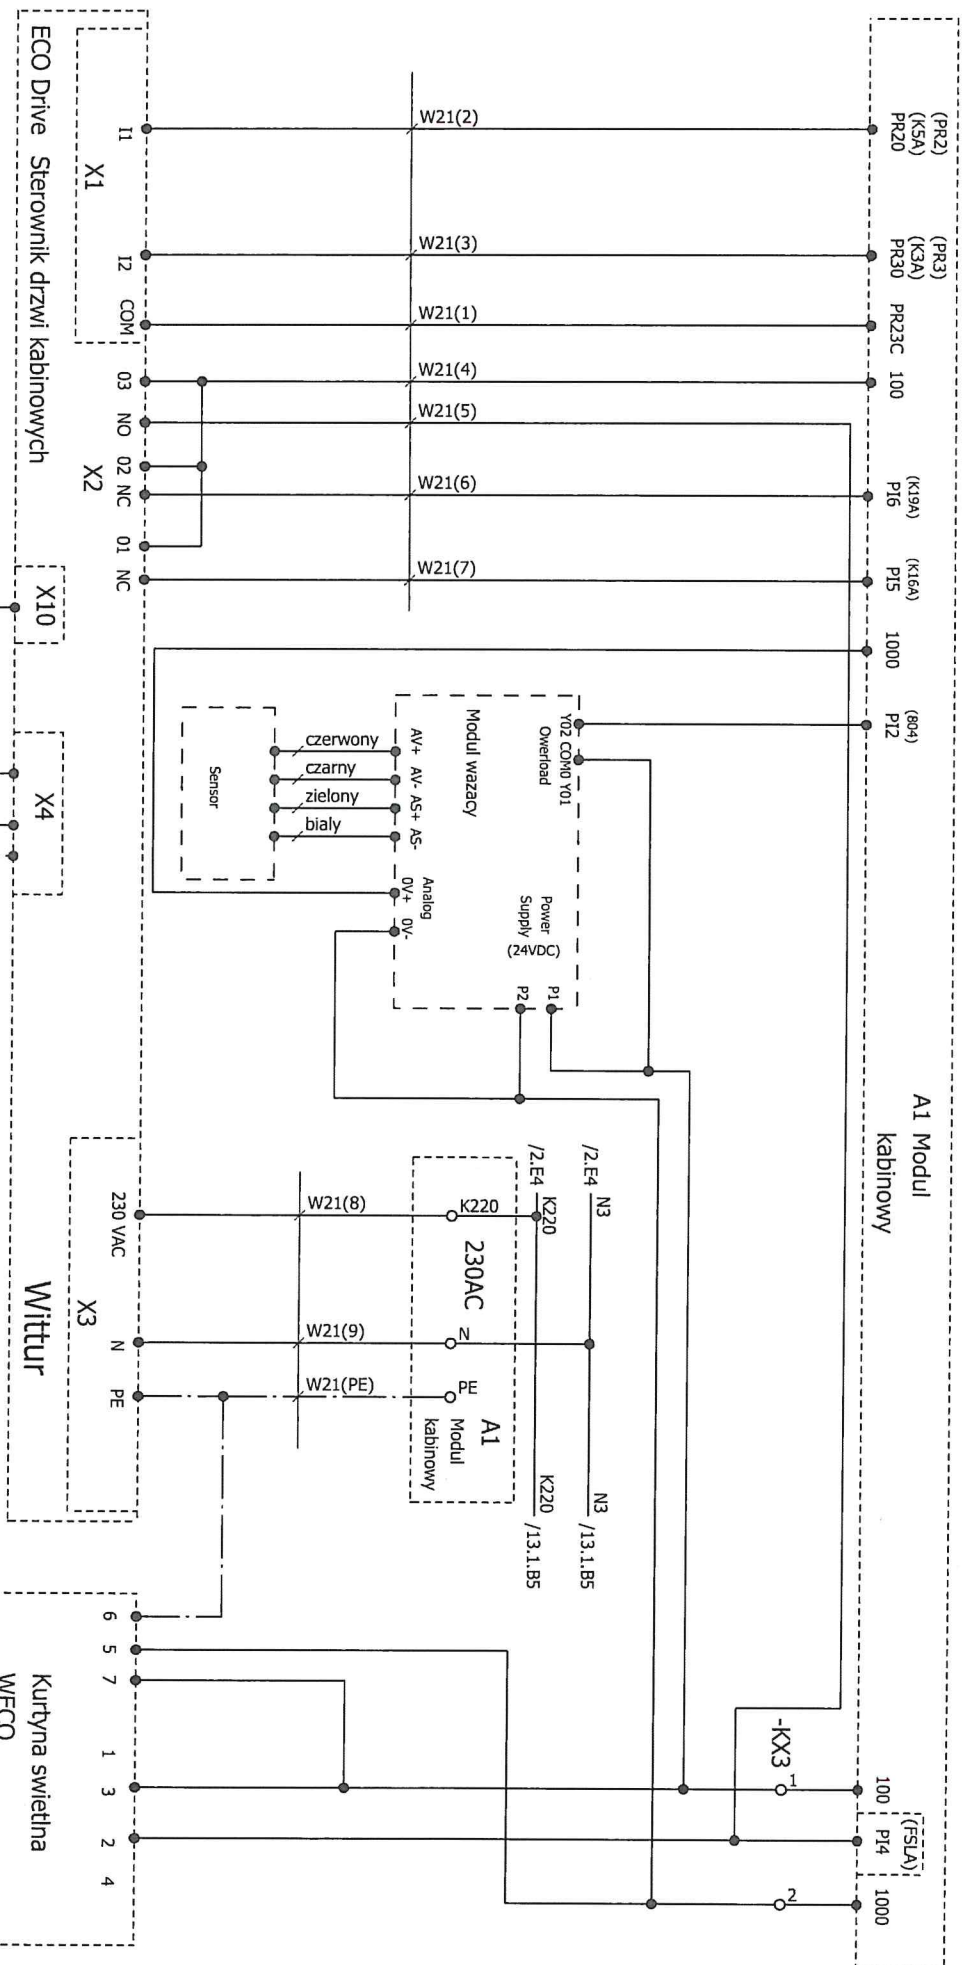 A1 Modul
kabinowy
(PR2)
(K5A)
PR20
(PR3)
(K3A)
PR30
PR23C
100
(K19A)
PI6
(K16A)
PI5
1000
(804)
PI2
100
(FSLA)
PI4
1000
-KX3
1
2
W21(2)
W21(3)
W21(1)
W21(4)
W21(5)
W21(6)
W21(7)
Y02 COM0 Y01
Owerload
Modul wazacy
Power
Supply
(24VDC)
P1
P2
AV+ AV- AS+ AS-
Analog
0V+ 0V-
czerwony
czarny
zielony
bialy
Sensor
/2.E4 N3 N3 /13.1.B5
/2.E4 K220 K220 /13.1.B5
K220
N
PE
230AC
A1
Modul
kabinowy
W21(8)
W21(9)
W21(PE)
I1 I2 COM
X1
03 NO 02 NC 01 NC
X2
230 VAC N PE
X3
6 5 7 1 3 2 4
ECO Drive Sterownik drzwi kabinowych
X10
X4
Wittur
Kurtyna swietlna
WECO